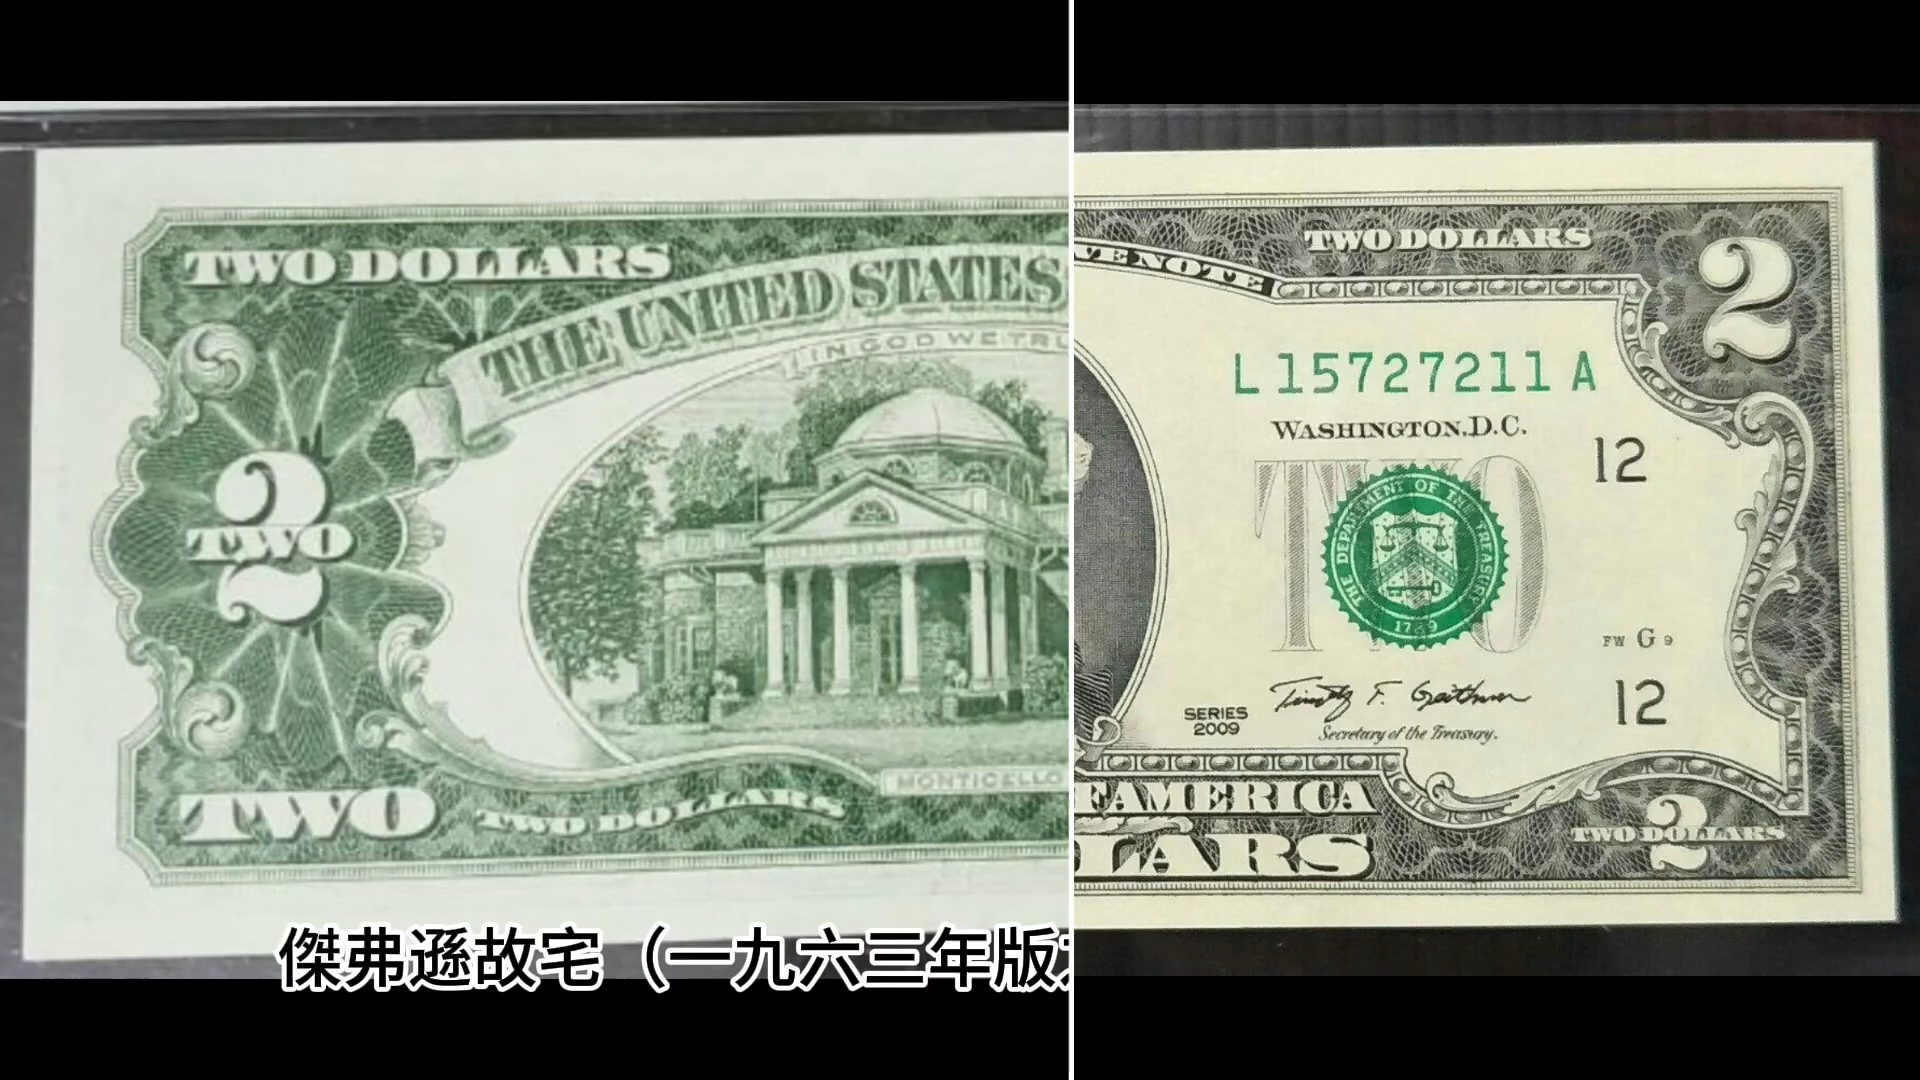 TWO DOLLARS
THE UNITED STATES
IN GOD WE TRU
2
TWO
MONTICELLO
TWO
TWO DOLLARS
傑弗遜故宅（一九六三年版
VE NOTE
TWO DOLLARS
2
L 15727211 A
WASHINGTON, D.C.
12
TWO
THE DEPARTMENT OF THE TREASURY
1789
FW G 9
12
SERIES
2009
Timothy F. Geithner
Secretary of the Treasury.
F AMERICA
LARS
TWO DOLLARS
2